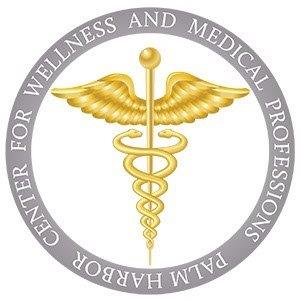 PALM HARBOR CENTER FOR WELLNESS AND MEDICAL PROFESSIONS